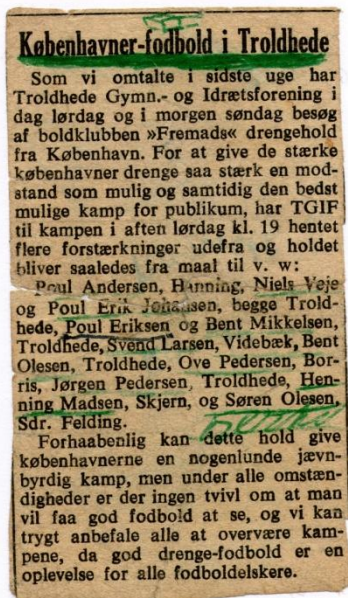 Københavner-fodbold i Troldhede
Som vi omtalte i sidste uge har
Troldhede Gymn.- og Idrætsforening i
dag lørdag og i morgen søndag besøg
af boldklubben »Fremads« drengehold
fra København. For at give de stærke
københavner drenge saa stærk en mod-
stand som mulig og samtidig den bedst
mulige kamp for publikum, har TGIF
til kampen i aften lørdag kl. 19 hentet
flere forstærkninger udefra og holdet
bliver saaledes fra maal til v. w:
Poul Andersen, Hanning, Niels Veje
og Poul Erik Johansen, begge Trold-
hede, Poul Eriksen og Bent Mikkelsen,
Troldhede, Svend Larsen, Videbæk, Bent
Olesen, Troldhede, Ove Pedersen, Bor-
ris, Jørgen Pedersen, Troldhede, Hen-
ning Madsen, Skjern, og Søren Olesen,
Sdr. Felding.
Forhaabenlig kan dette hold give
københavnerne en nogenlunde jævn-
byrdig kamp, men under alle omstæn-
digheder er der ingen tvivl om at man
vil faa god fodbold at se, og vi kan
trygt anbefale alle at overvære kam-
pene, da god drenge-fodbold er en
oplevelse for alle fodboldelskere.